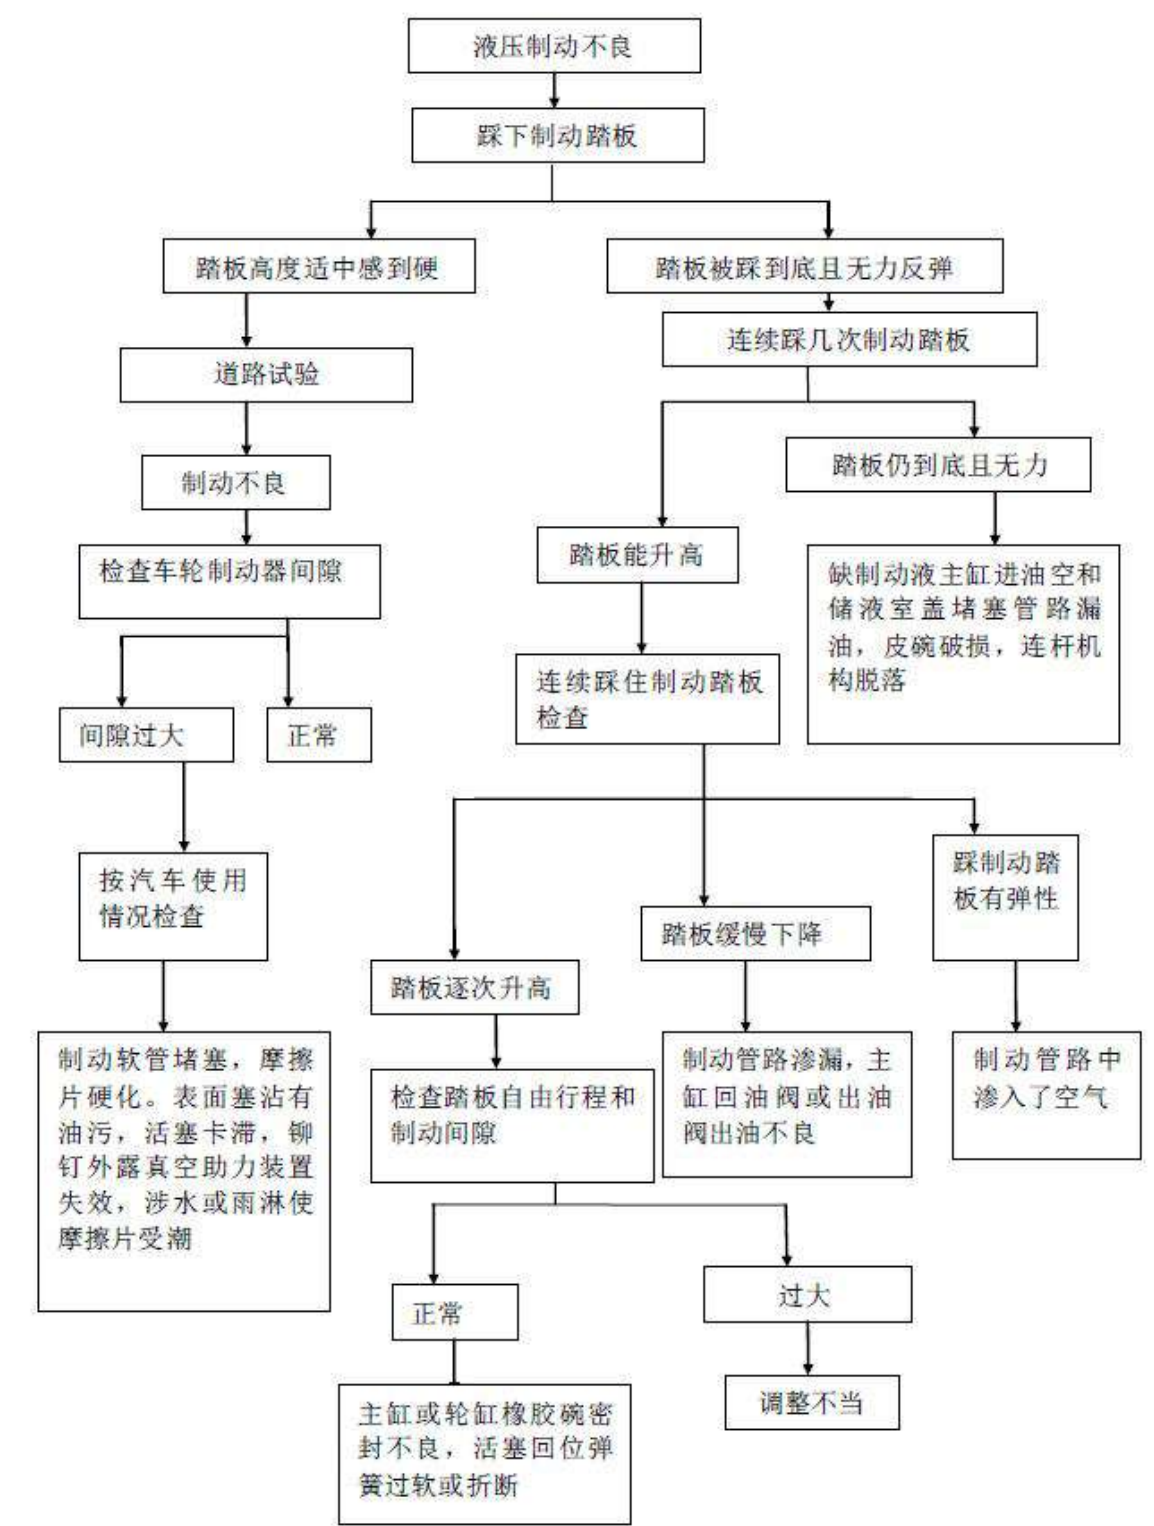 液压制动不良
踩下制动踏板
踏板高度适中感到硬
踏板被踩到底且无力反弹
连续踩几次制动踏板
道路试验
踏板仍到底且无力
制动不良
踏板能升高
检查车轮制动器间隙
缺制动液主缸进油空和
储液室盖堵塞管路漏
油，皮碗破损，连杆机
构脱落
连续踩住制动踏板
检查
间隙过大
正常
按汽车使用
情况检查
踩制动踏
板有弹性
踏板缓慢下降
踏板逐次升高
制动软管堵塞，摩擦
片硬化。表面塞沾有
油污，活塞卡滞，铆
钉外露真空助力装置
失效，涉水或雨淋使
摩擦片受潮
检查踏板自由行程和
制动间隙
制动管路渗漏，主
缸回油阀或出油
阀出油不良
制动管路中
渗入了空气
正常
过大
主缸或轮缸橡胶碗密
封不良，活塞回位弹
簧过软或折断
调整不当